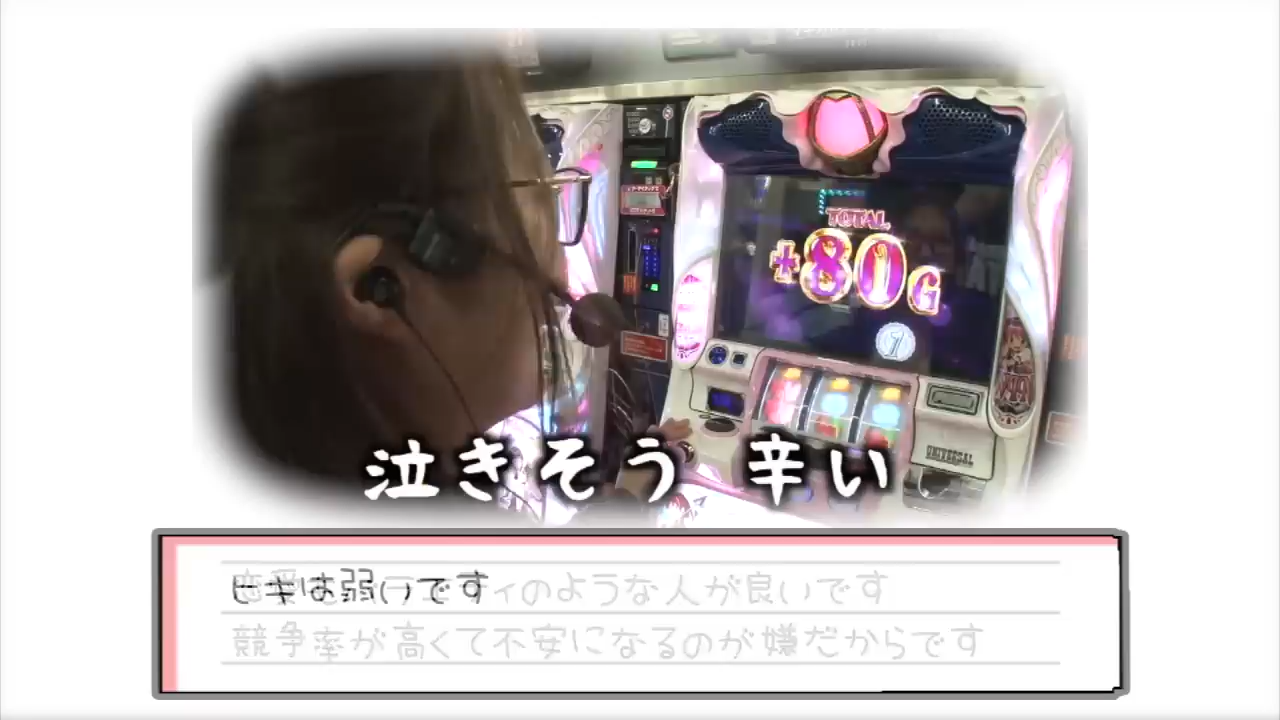 TOTAL
+80G
7
UNIVERSAL
泣きそう 辛い
ヒキは弱いです
のような人が良いです
競争率が高くて不安になるのが嫌だからです